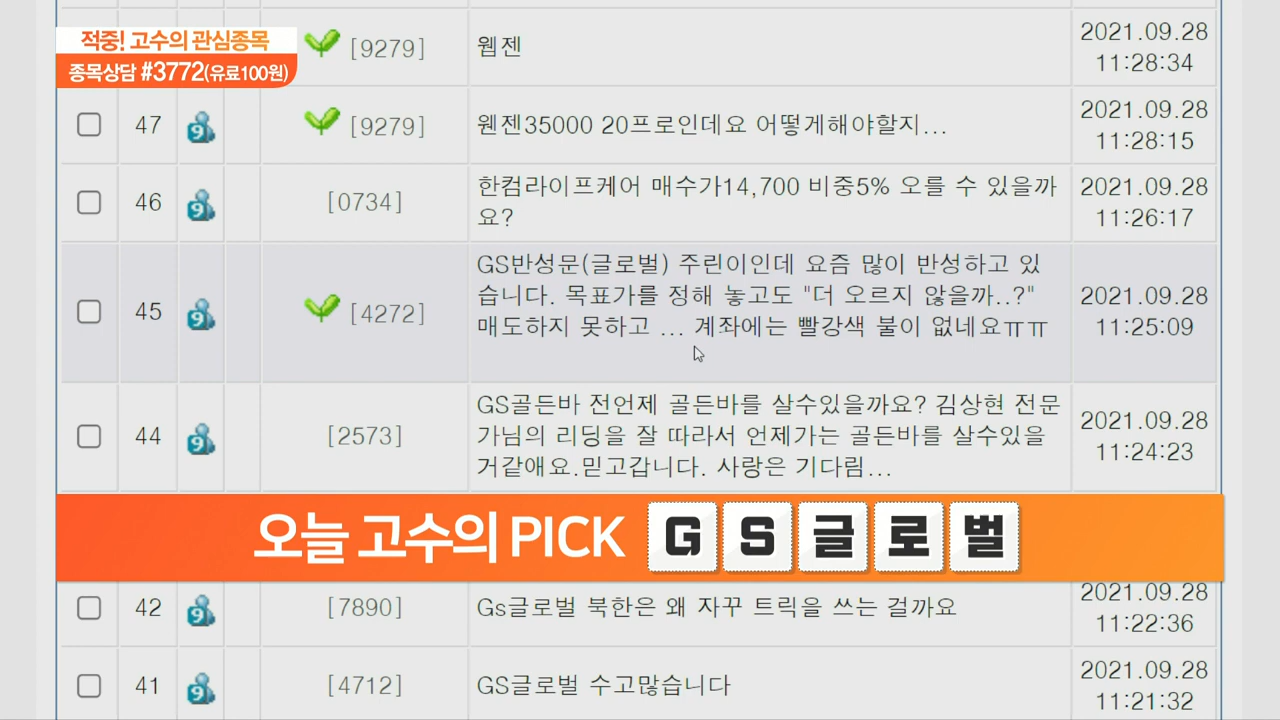 적중! 고수의 관심종목
종목상담 #3772(유료100원)
[9279] 웹젠 2021.09.28
11:28:34
47 9 [9279] 웬젠35000 20프로인데요 어떻게해야할지... 2021.09.28
11:28:15
46 9 [0734] 한컴라이프케어 매수가14,700 비중5% 오를 수 있을까
요?
2021.09.28
11:26:17
45 9 [4272] GS반성문(글로벌) 주린이인데 요즘 많이 반성하고 있
습니다. 목표가를 정해 놓고도 "더 오르지 않을까..?"
매도하지 못하고 ... 계좌에는 빨강색 불이 없네요ㅠㅠ
2021.09.28
11:25:09
44 9 [2573] GS골든바 전언제 골든바를 살수있을까요? 김상현 전문
가님의 리딩을 잘 따라서 언제가는 골든바를 살수있을
거같애요.믿고갑니다. 사랑은 기다림...
2021.09.28
11:24:23
오늘 고수의 PICK GS글로벌
42 9 [7890] Gs글로벌 북한은 왜 자꾸 트릭을 쓰는 걸까요 2021.09.28
11:22:36
41 9 [4712] GS글로벌 수고많습니다 2021.09.28
11:21:32